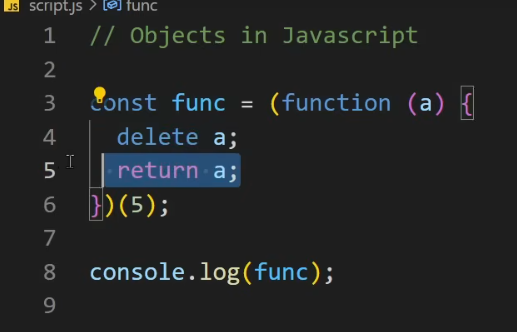 JS script.js > func
1 // Objects in Javascript
2
3 const func = (function (a) {
4 delete a;
5 return a;
6 })(5);
7
8 console.log(func);
9